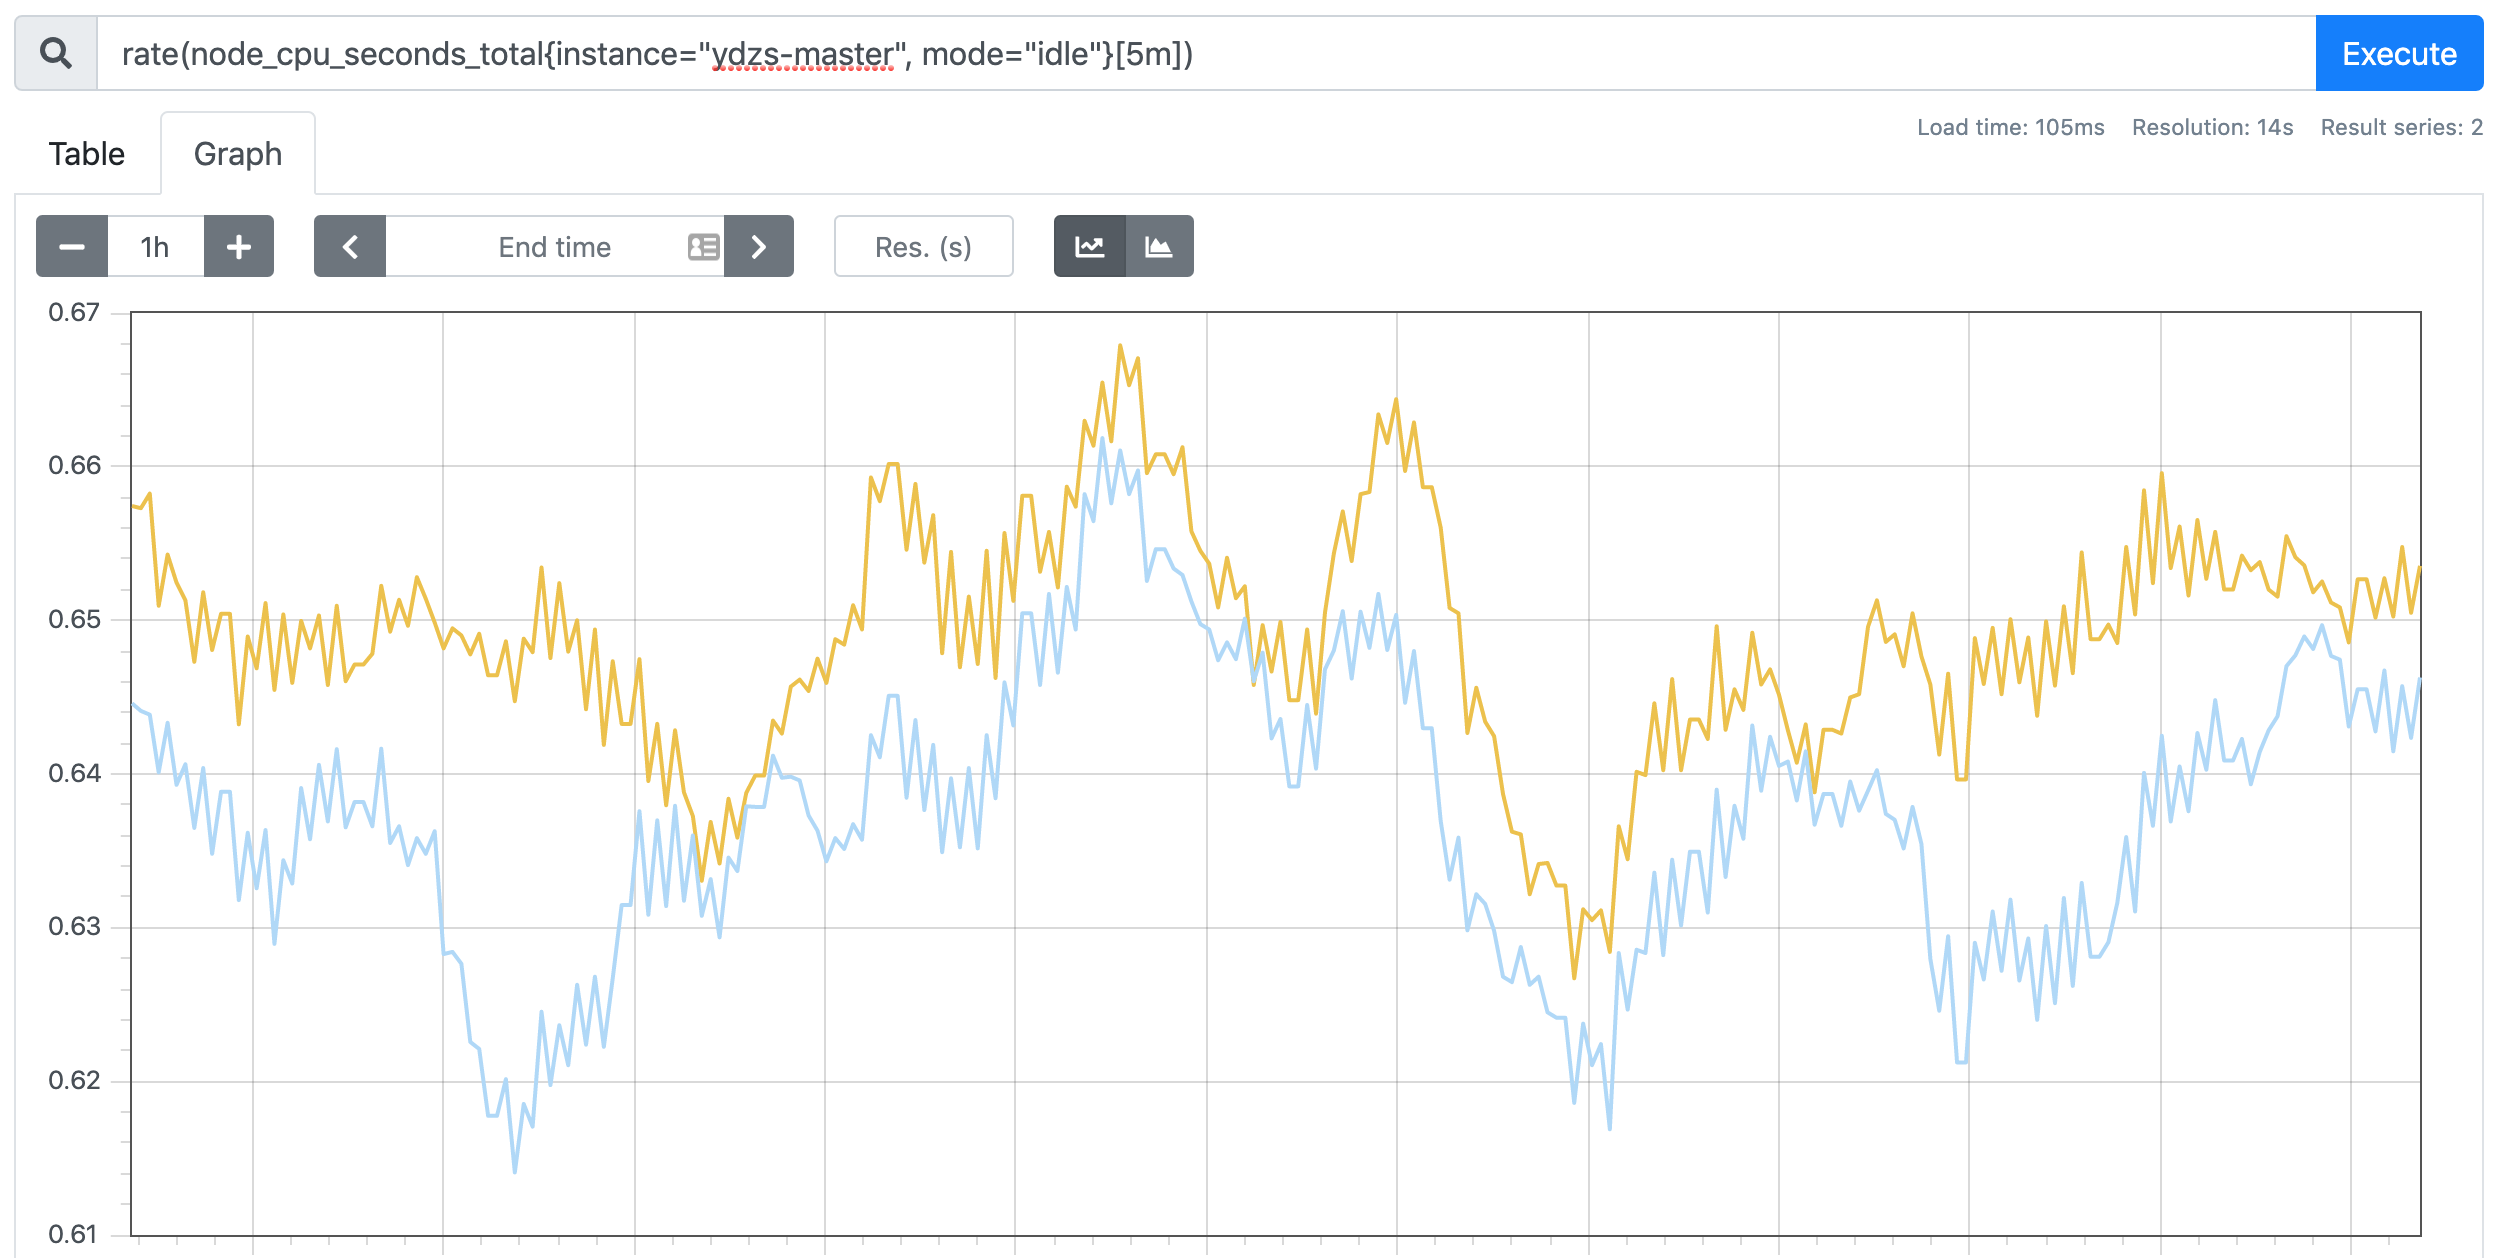 rate(node_cpu_seconds_total{instance="ydzs-master", mode="idle"}[5m])
Execute
Load time: 105ms Resolution: 14s Result series: 2
Table Graph
1h End time Res. (s)
0.67
0.66
0.65
0.64
0.63
0.62
0.61